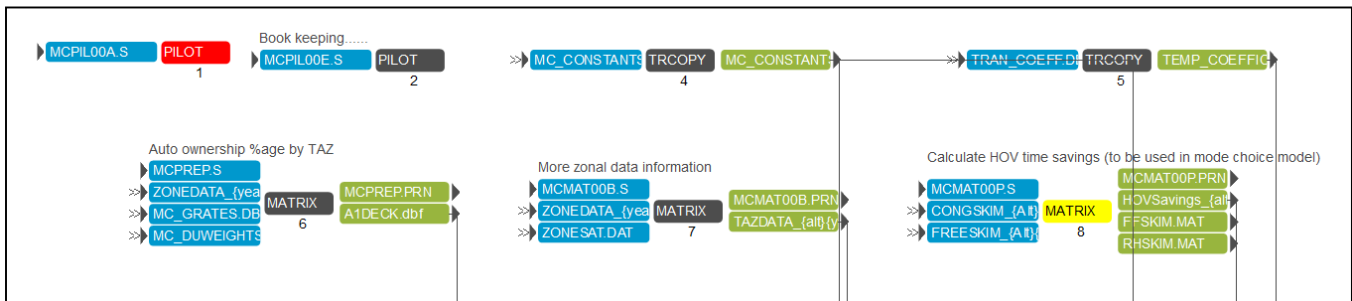 MCPIL00A.S PILOT
1
Book keeping......
MCPIL00E.S PILOT
2
MC_CONSTANTS TRCOPY MC_CONSTANT
4
TRAN_COEFF.D TRCOPY TEMP_COEFFIC
5
Auto ownership %age by TAZ
MCPREP.S
ZONEDATA_{yea
MC_GRATES.DB
MC_DUWEIGHTS
MATRIX
6
MCPREP.PRN
A1DECK.dbf
More zonal data information
MCMAT00B.S
ZONEDATA_{yea
ZONESAT.DAT
MATRIX
7
MCMAT00B.PRN
TAZDATA_{alt}{y
Calculate HOV time savings (to be used in mode choice model)
MCMAT00P.S
CONGSKIM_{Alt}
FREESKIM_{Alt}{
MATRIX
8
MCMAT00P.PRN
HOVSavings_{al
FFSKIM.MAT
RHSKIM.MAT